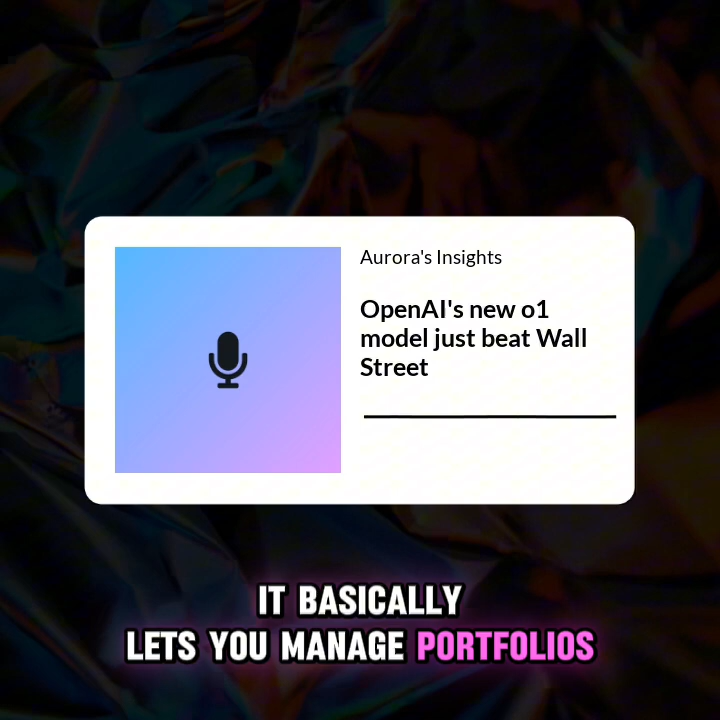 Aurora's Insights
OpenAI's new o1
model just beat Wall
Street
IT BASICALLY
LETS YOU MANAGE PORTFOLIOS